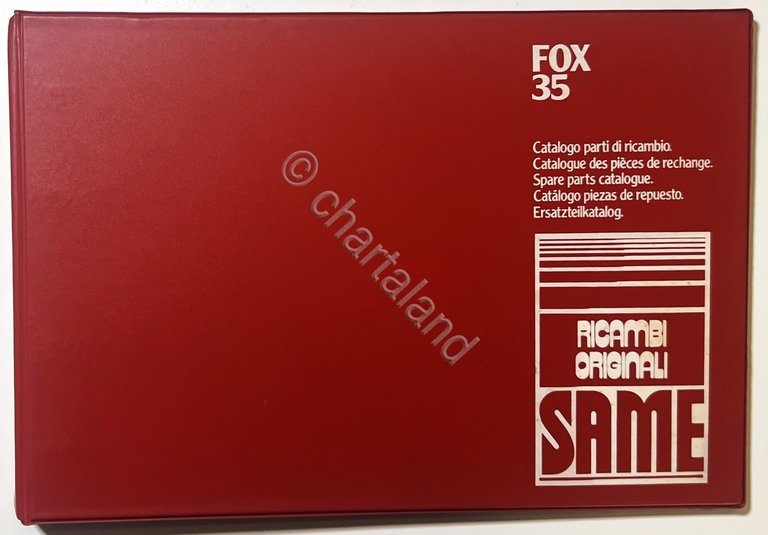 FOX
35
Catalogo parti di ricambio.
Catalogue des pièces de rechange.
Spare parts catalogue.
Catálogo piezas de repuesto.
Ersatzteilkatalog.
© chartaland
RICAMBI
ORIGINALI
SAME